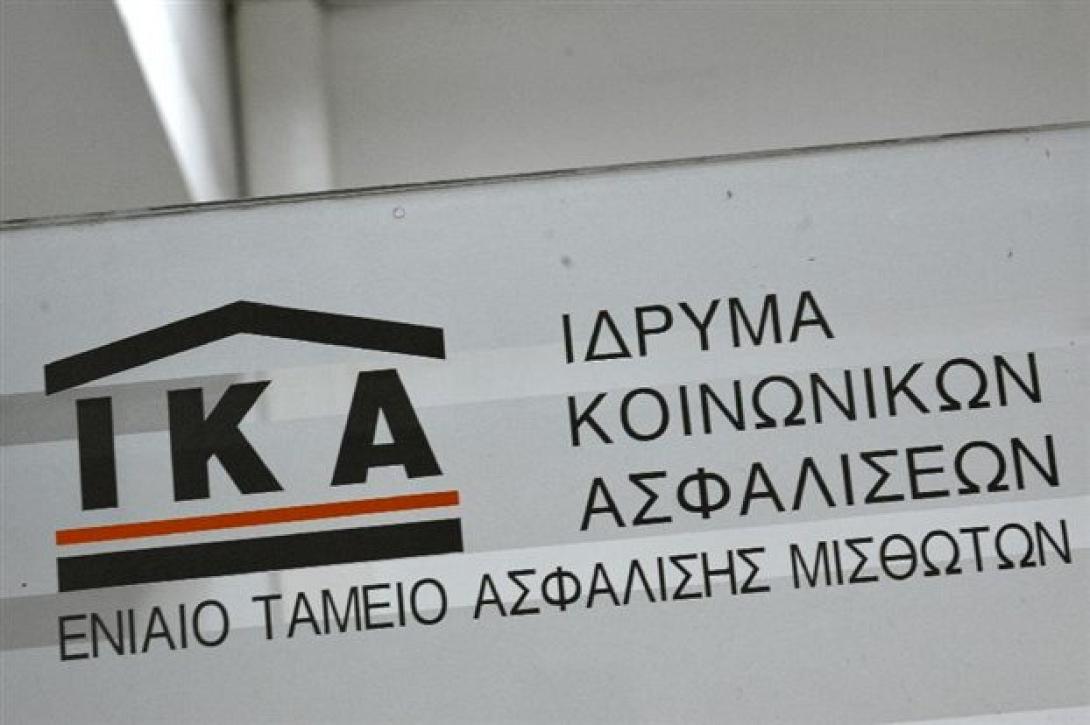 ΙΚΑ
ΙΔΡΥΜΑ
ΚΟΙΝΩΝΙΚΩΝ
ΑΣΦΑΛΙΣΕΩΝ
ΕΝΙΑΙΟ ΤΑΜΕΙΟ ΑΣΦΑΛΙΣΗΣ ΜΙΣΘΩΤΩΝ